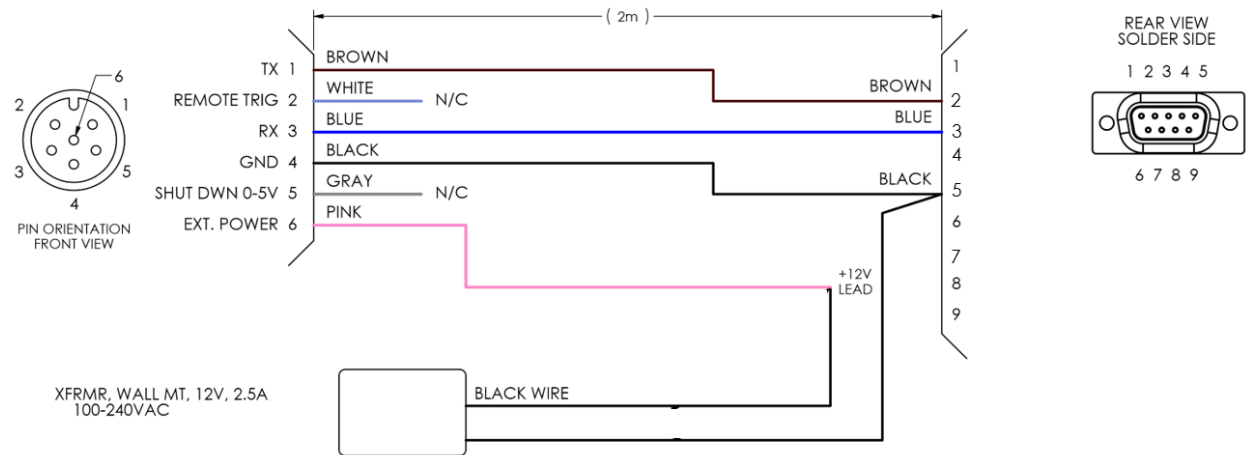 ( 2m )
REAR VIEW
SOLDER SIDE
1 2 3 4 5
6 7 8 9
6
2 1
3 5
4
PIN ORIENTATION
FRONT VIEW
TX 1 BROWN
REMOTE TRIG 2 WHITE N/C
RX 3 BLUE
GND 4 BLACK
SHUT DWN 0-5V 5 GRAY N/C
EXT. POWER 6 PINK
1
BROWN 2
BLUE 3
4
BLACK 5
6
7
8
9
+12V
LEAD
XFRMR, WALL MT, 12V, 2.5A
100-240VAC
BLACK WIRE